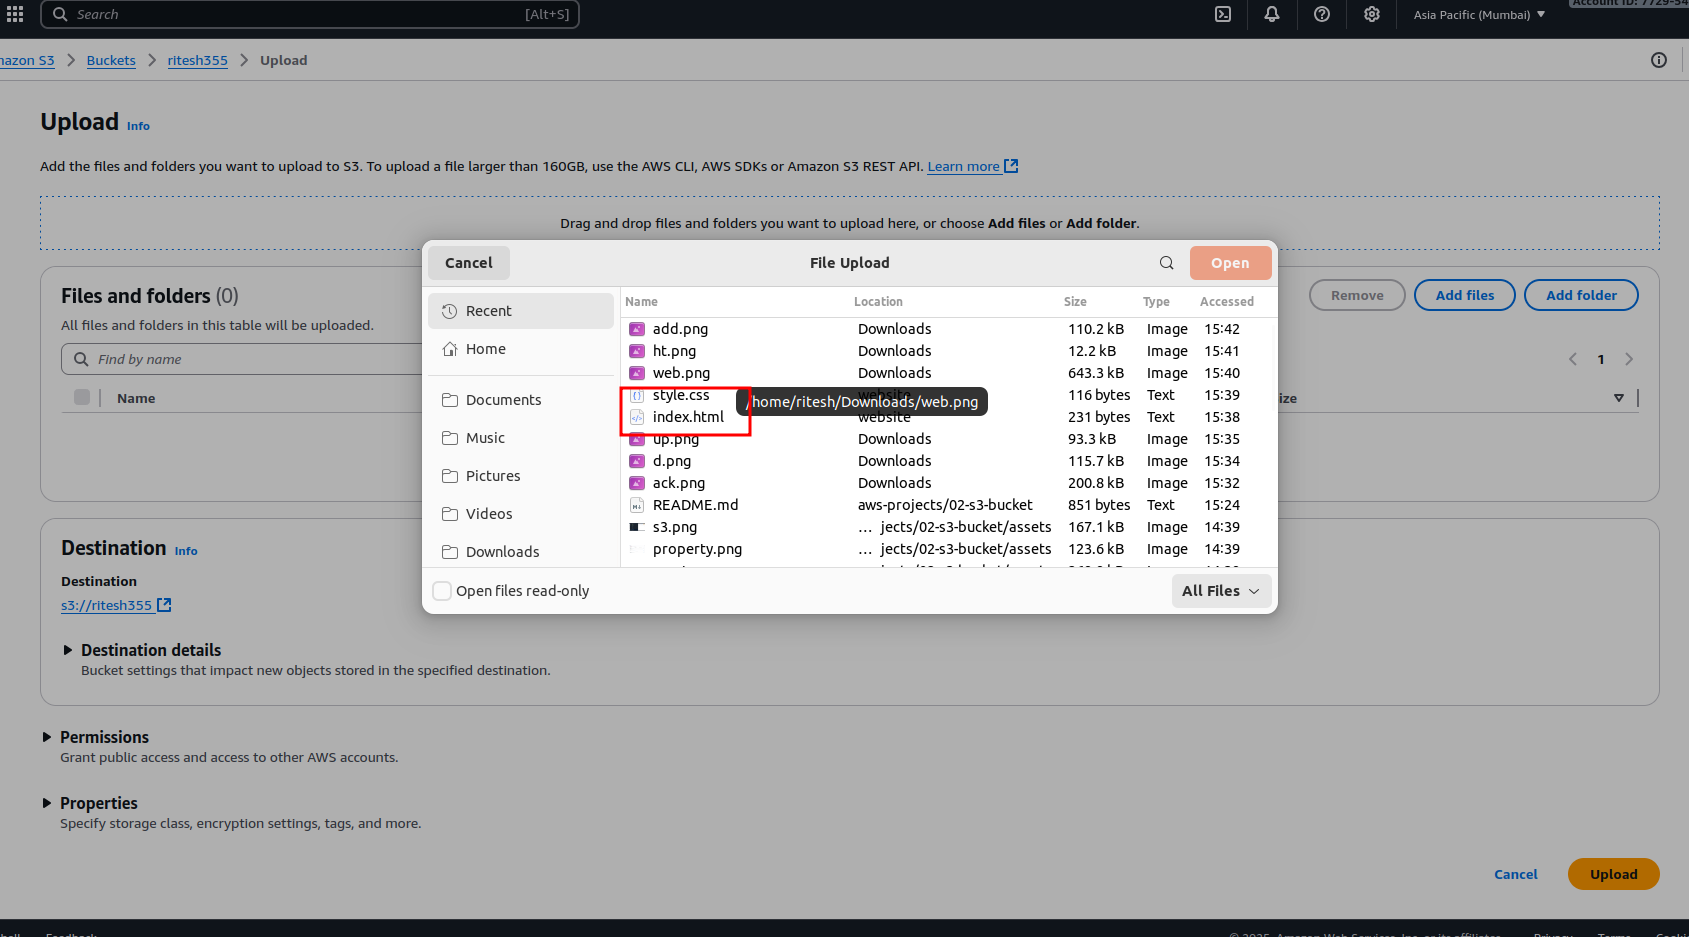 Search [Alt+S] Asia Pacific (Mumbai)
Amazon S3 Buckets ritesh355 Upload
Upload Info
Add the files and folders you want to upload to S3. To upload a file larger than 160GB, use the AWS CLI, AWS SDKs or Amazon S3 REST API. Learn more
Drag and drop files and folders you want to upload here, or choose Add files or Add folder.
Cancel File Upload Open
Files and folders (0) Remove Add files Add folder
All files and folders in this table will be uploaded.
Find by name 1
Name
Recent
Home
Documents
Music
Pictures
Videos
Downloads
Name Location Size Type Accessed
add.png Downloads 110.2 kB Image 15:42
ht.png Downloads 12.2 kB Image 15:41
web.png Downloads 643.3 kB Image 15:40
style.css website 116 bytes Text 15:39
/home/ritesh/Downloads/web.png
index.html website 231 bytes Text 15:38
up.png Downloads 93.3 kB Image 15:35
d.png Downloads 115.7 kB Image 15:34
ack.png Downloads 200.8 kB Image 15:32
README.md aws-projects/02-s3-bucket 851 bytes Text 15:24
s3.png ... jects/02-s3-bucket/assets 167.1 kB Image 14:39
property.png ... jects/02-s3-bucket/assets 123.6 kB Image 14:39
Open files read-only All Files
Destination Info
Destination
s3://ritesh355
Destination details
Bucket settings that impact new objects stored in the specified destination.
Permissions
Grant public access and access to other AWS accounts.
Properties
Specify storage class, encryption settings, tags, and more.
Cancel Upload